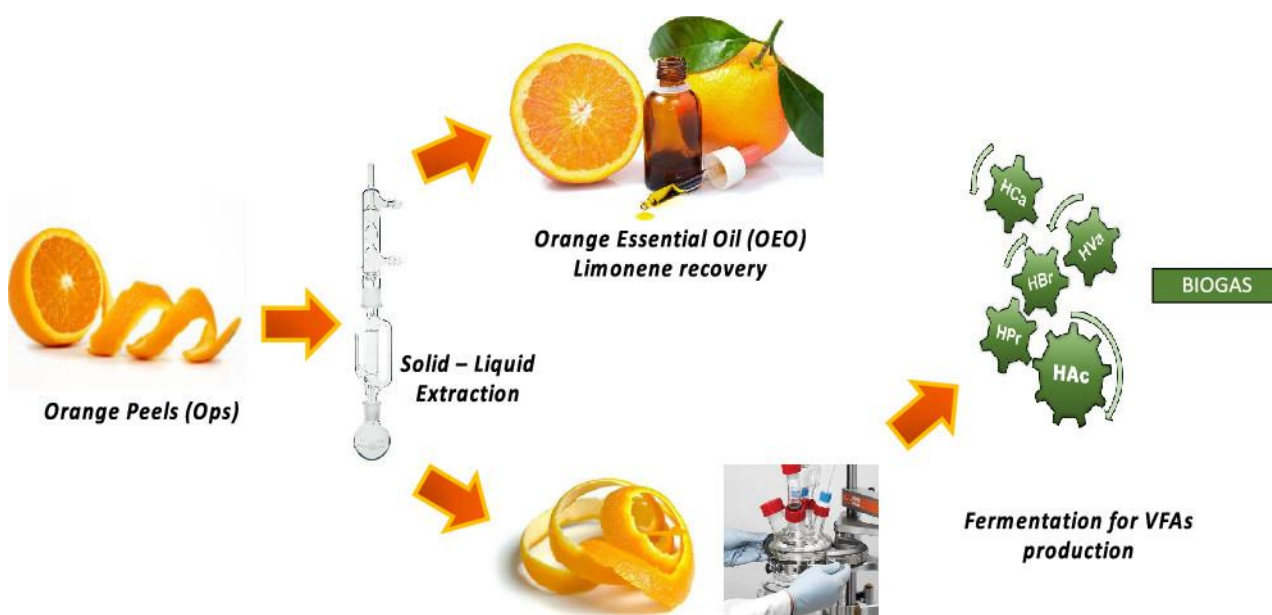 Orange Peels (Ops)
Solid – Liquid
Extraction
Orange Essential Oil (OEO)
Limonene recovery
HCa
HVa
HBr
HPr
HAc
BIOGAS
Fermentation for VFAs
production